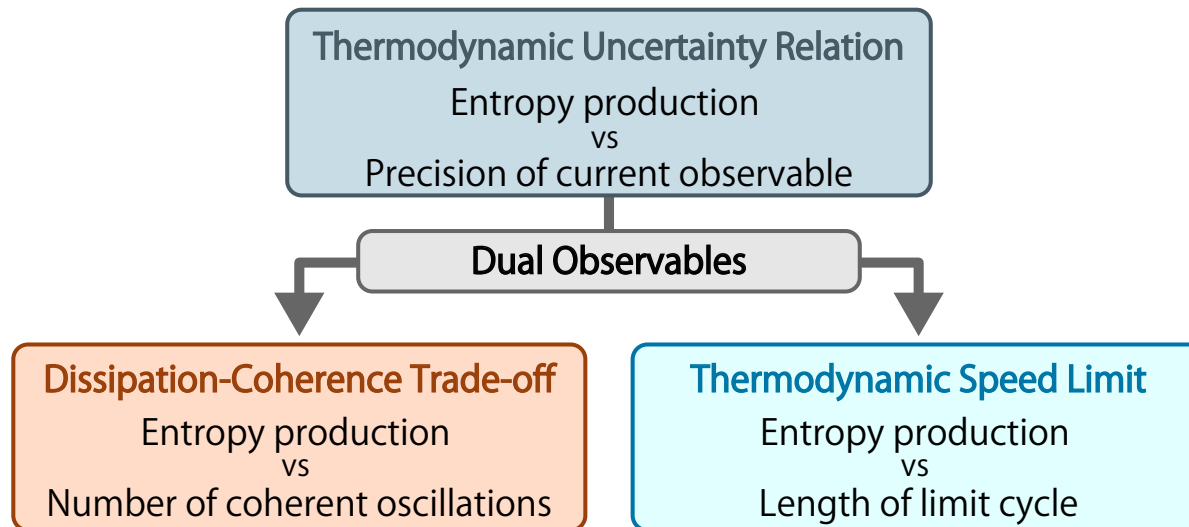 Thermodynamic Uncertainty Relation
Entropy production
vs
Precision of current observable
Dual Observables
Dissipation-Coherence Trade-off
Entropy production
vs
Number of coherent oscillations
Thermodynamic Speed Limit
Entropy production
vs
Length of limit cycle